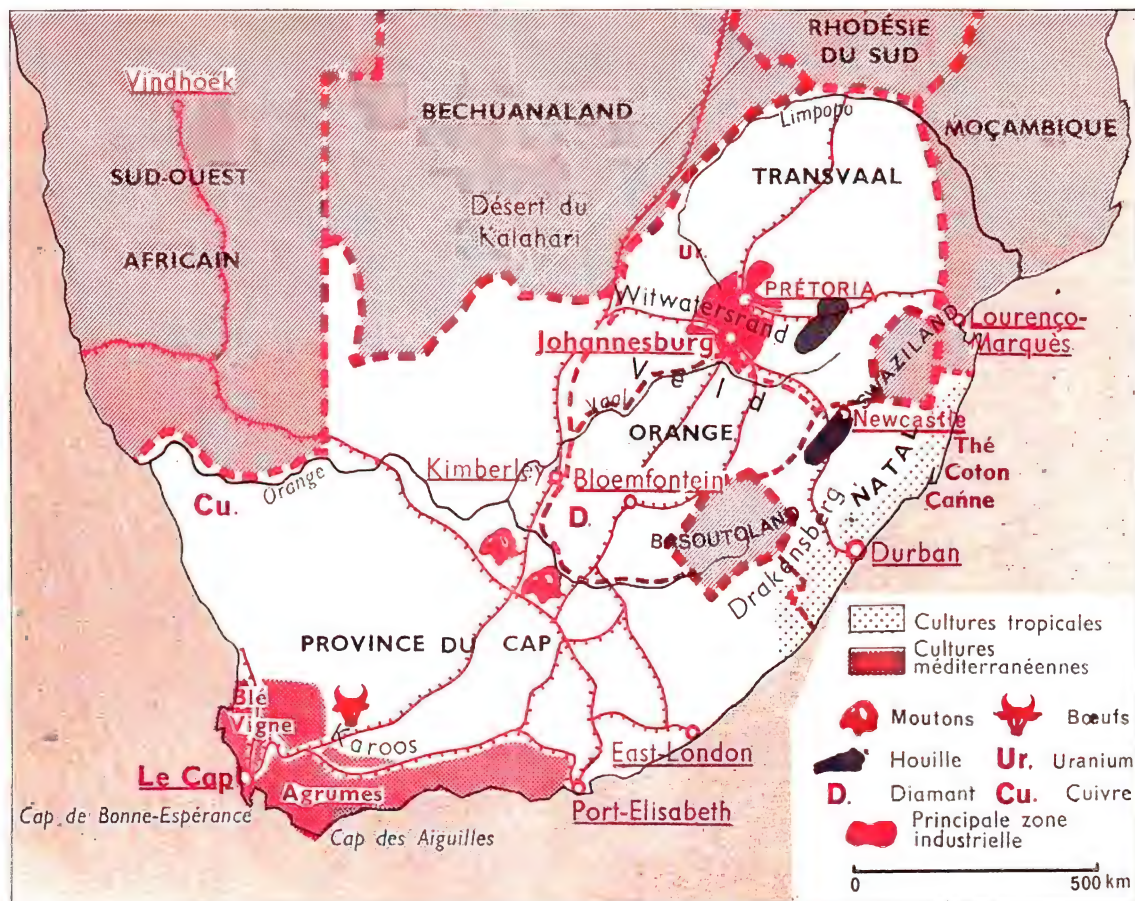 RHODÉSIE
DU SUD
Vindhoek
BECHUANALAND
Limpopo
MOÇAMBIQUE
SUD-OUEST
AFRICAIN
TRANSVAAL
Désert du
Kalahari
Ur.
PRÉTORIA
Witwatersrand
Johannesburg
Lourenço-
Marquès
SWAZILAND
Veld
Vaal
Newcastle
ORANGE
Thé
Coton
Canne
NATAL
Kimberley
Bloemfontein
Orange
Cu.
D.
BASOUTOLAND
Drakensberg
Durban
PROVINCE DU CAP
Blé
Vigne
Karoos
Le Cap
Agrumes
East-London
Port-Elisabeth
Cap de Bonne-Espérance
Cap des Aiguilles
Cultures tropicales
Cultures
méditerranéennes
Moutons
Bœufs
Houille
Ur. Uranium
D. Diamant
Cu. Cuivre
Principale zone
industrielle
0 500 km